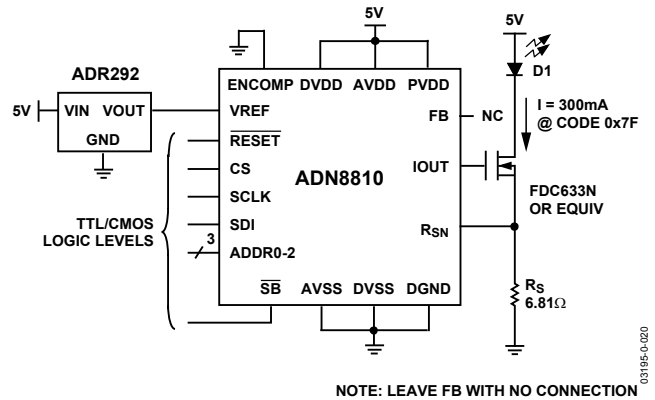 5V
5V
ADR292
ENCOMP DVDD AVDD PVDD
D1
5V
VIN VOUT
VREF
FB
NC
I = 300mA
@ CODE 0x7F
GND
RESET
ADN8810
IOUT
CS
FDC633N
OR EQUIV
SCLK
TTL/CMOS
LOGIC LEVELS
SDI
RSN
3
ADDR0-2
SB AVSS DVSS DGND
RS
6.81Ω
03195-0-020
NOTE: LEAVE FB WITH NO CONNECTION